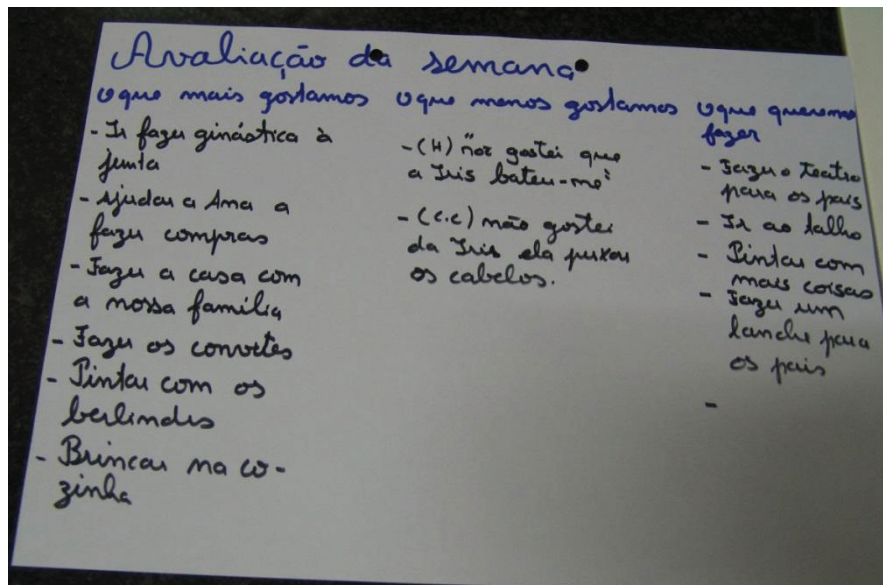 Avaliação da semana
O que mais gostamos
- Ir fazer ginástica à
junta
- Ajudar a Ana a
fazer compras
- Fazer a casa com
a nossa família
- Fazer os convites
- Pintar com os
berlindes
- Brincar na co-
zinha
O que menos gostamos
- (H) "não gostei que
a Iris bateu-me"
- (C.C) não gostei
da Iris ela puxou
os cabelos.
O que queremos
fazer
- Fazer o teatro
para os pais
- Ir ao talho
- Pintar com
mais coisas
- Fazer um
lanche para
os pais
-